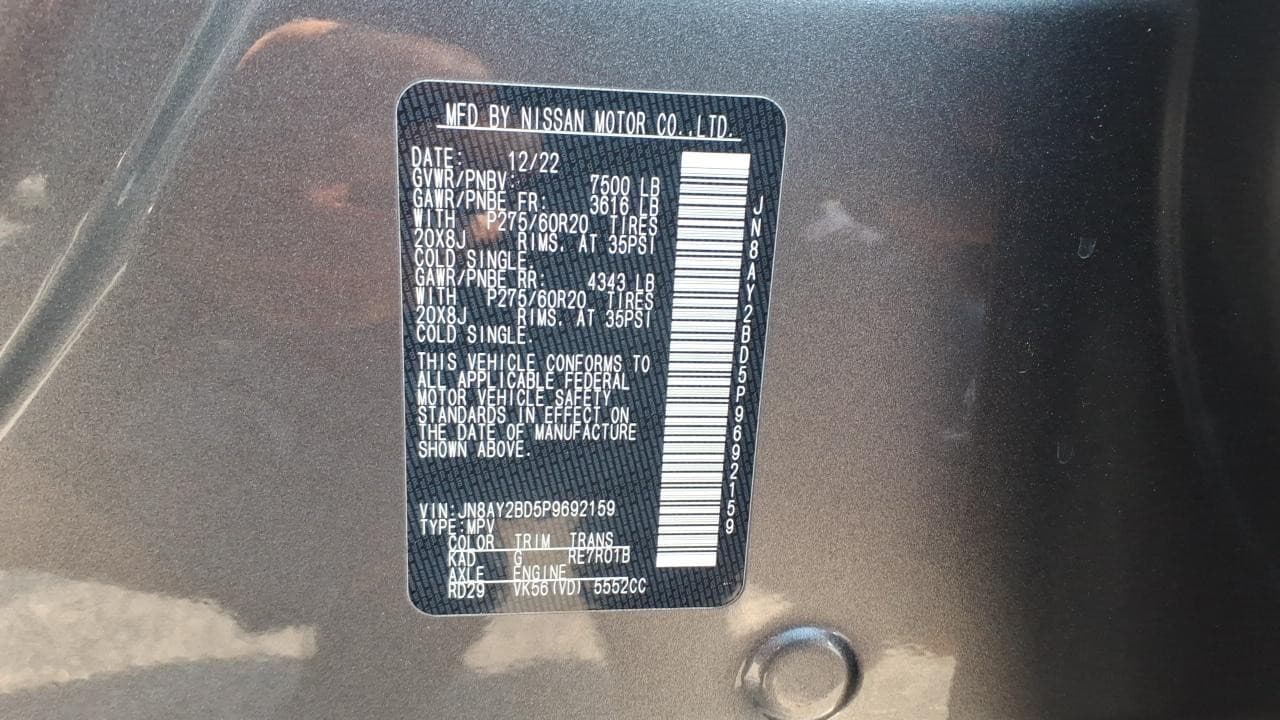 MFD BY NISSAN MOTOR CO.,LTD.
DATE: 12/22
GVWR/PNBV: 7500 LB
GAWR/PNBE FR: 3616 LB
WITH P275/60R20 TIRES
20X8J RIMS. AT 35PSI
COLD SINGLE.
GAWR/PNBE RR: 4343 LB
WITH P275/60R20 TIRES
20X8J RIMS. AT 35PSI
COLD SINGLE.
THIS VEHICLE CONFORMS TO
ALL APPLICABLE FEDERAL
MOTOR VEHICLE SAFETY
STANDARDS IN EFFECT ON
THE DATE OF MANUFACTURE
SHOWN ABOVE.
VIN:JN8AY2BD5P9692159
TYPE:MPV
COLOR TRIM TRANS
KAD G RE7R01B
AXLE ENGINE
RD29 VK56(VD) 5552CC
JN8AY2BD5P9692159